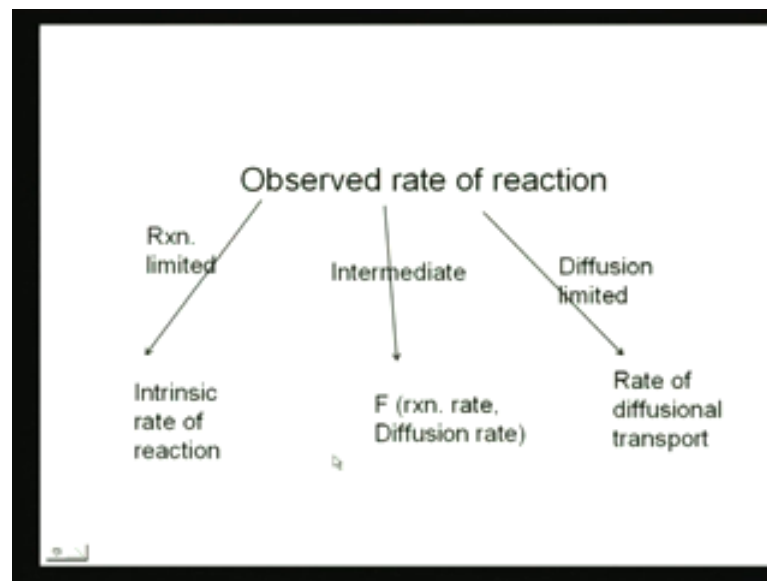 Observed rate of reaction
Rxn.
limited
Intermediate
Diffusion
limited
Intrinsic
rate of
reaction
F (rxn. rate,
Diffusion rate)
Rate of
diffusional
transport